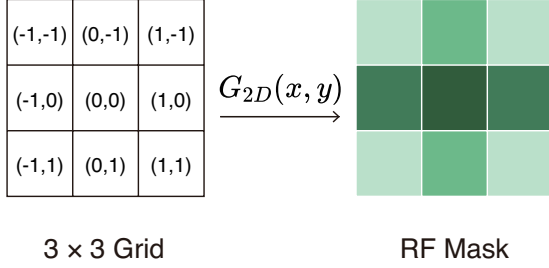 (-1,-1) (0,-1) (1,-1)
(-1,0) (0,0) (1,0)
(-1,1) (0,1) (1,1)
G_{2D}(x, y)
3 × 3 Grid
RF Mask